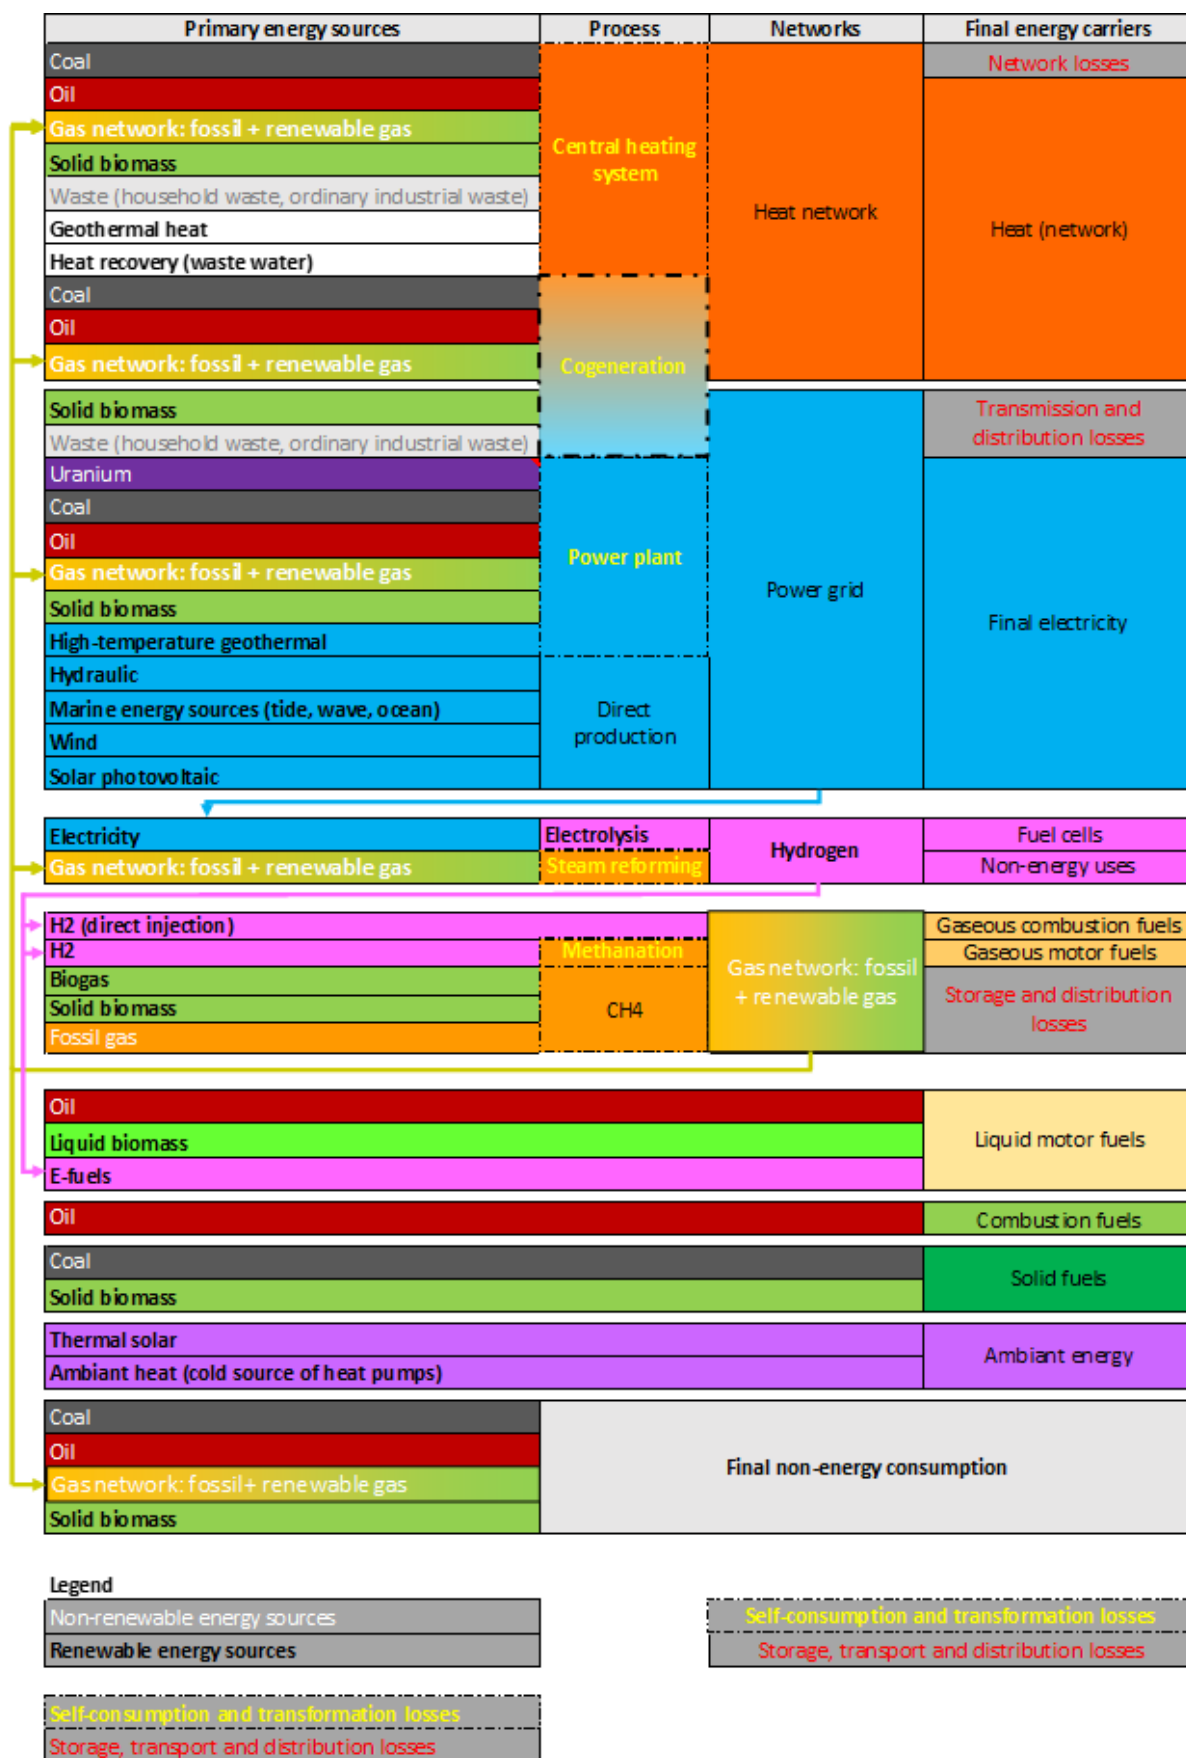 Primary energy sources Process Networks Final energy carriers
Coal
Network losses
Oil
Gas network: fossil + renewable gas
Solid biomass
Waste (household waste, ordinary industrial waste)
Geothermal heat
Heat recovery (waste water)
Central heating
system
Heat network
Heat (network)
Coal
Oil
Gas network: fossil + renewable gas
Cogeneration
Solid biomass
Waste (household waste, ordinary industrial waste)
Transmission and
distribution losses
Uranium
Coal
Oil
Gas network: fossil + renewable gas
Solid biomass
High-temperature geothermal
Power plant
Power grid
Final electricity
Hydraulic
Marine energy sources (tide, wave, ocean)
Wind
Solar photovoltaic
Direct
production
Electricity
Electrolysis
Gas network: fossil + renewable gas
Steam reforming
Hydrogen
Fuel cells
Non-energy uses
H2 (direct injection)
H2
Methanation
Biogas
Solid biomass
Fossil gas
CH4
Gas network: fossil
+ renewable gas
Gaseous combustion fuels
Gaseous motor fuels
Storage and distribution
losses
Oil
Liquid biomass
E-fuels
Liquid motor fuels
Oil
Combustion fuels
Coal
Solid biomass
Solid fuels
Thermal solar
Ambiant heat (cold source of heat pumps)
Ambiant energy
Coal
Oil
Gas network: fossil+ renewable gas
Solid biomass
Final non-energy consumption
Legend
Non-renewable energy sources
Renewable energy sources
Self-consumption and transformation losses
Storage, transport and distribution losses
Self-consumption and transformation losses
Storage, transport and distribution losses